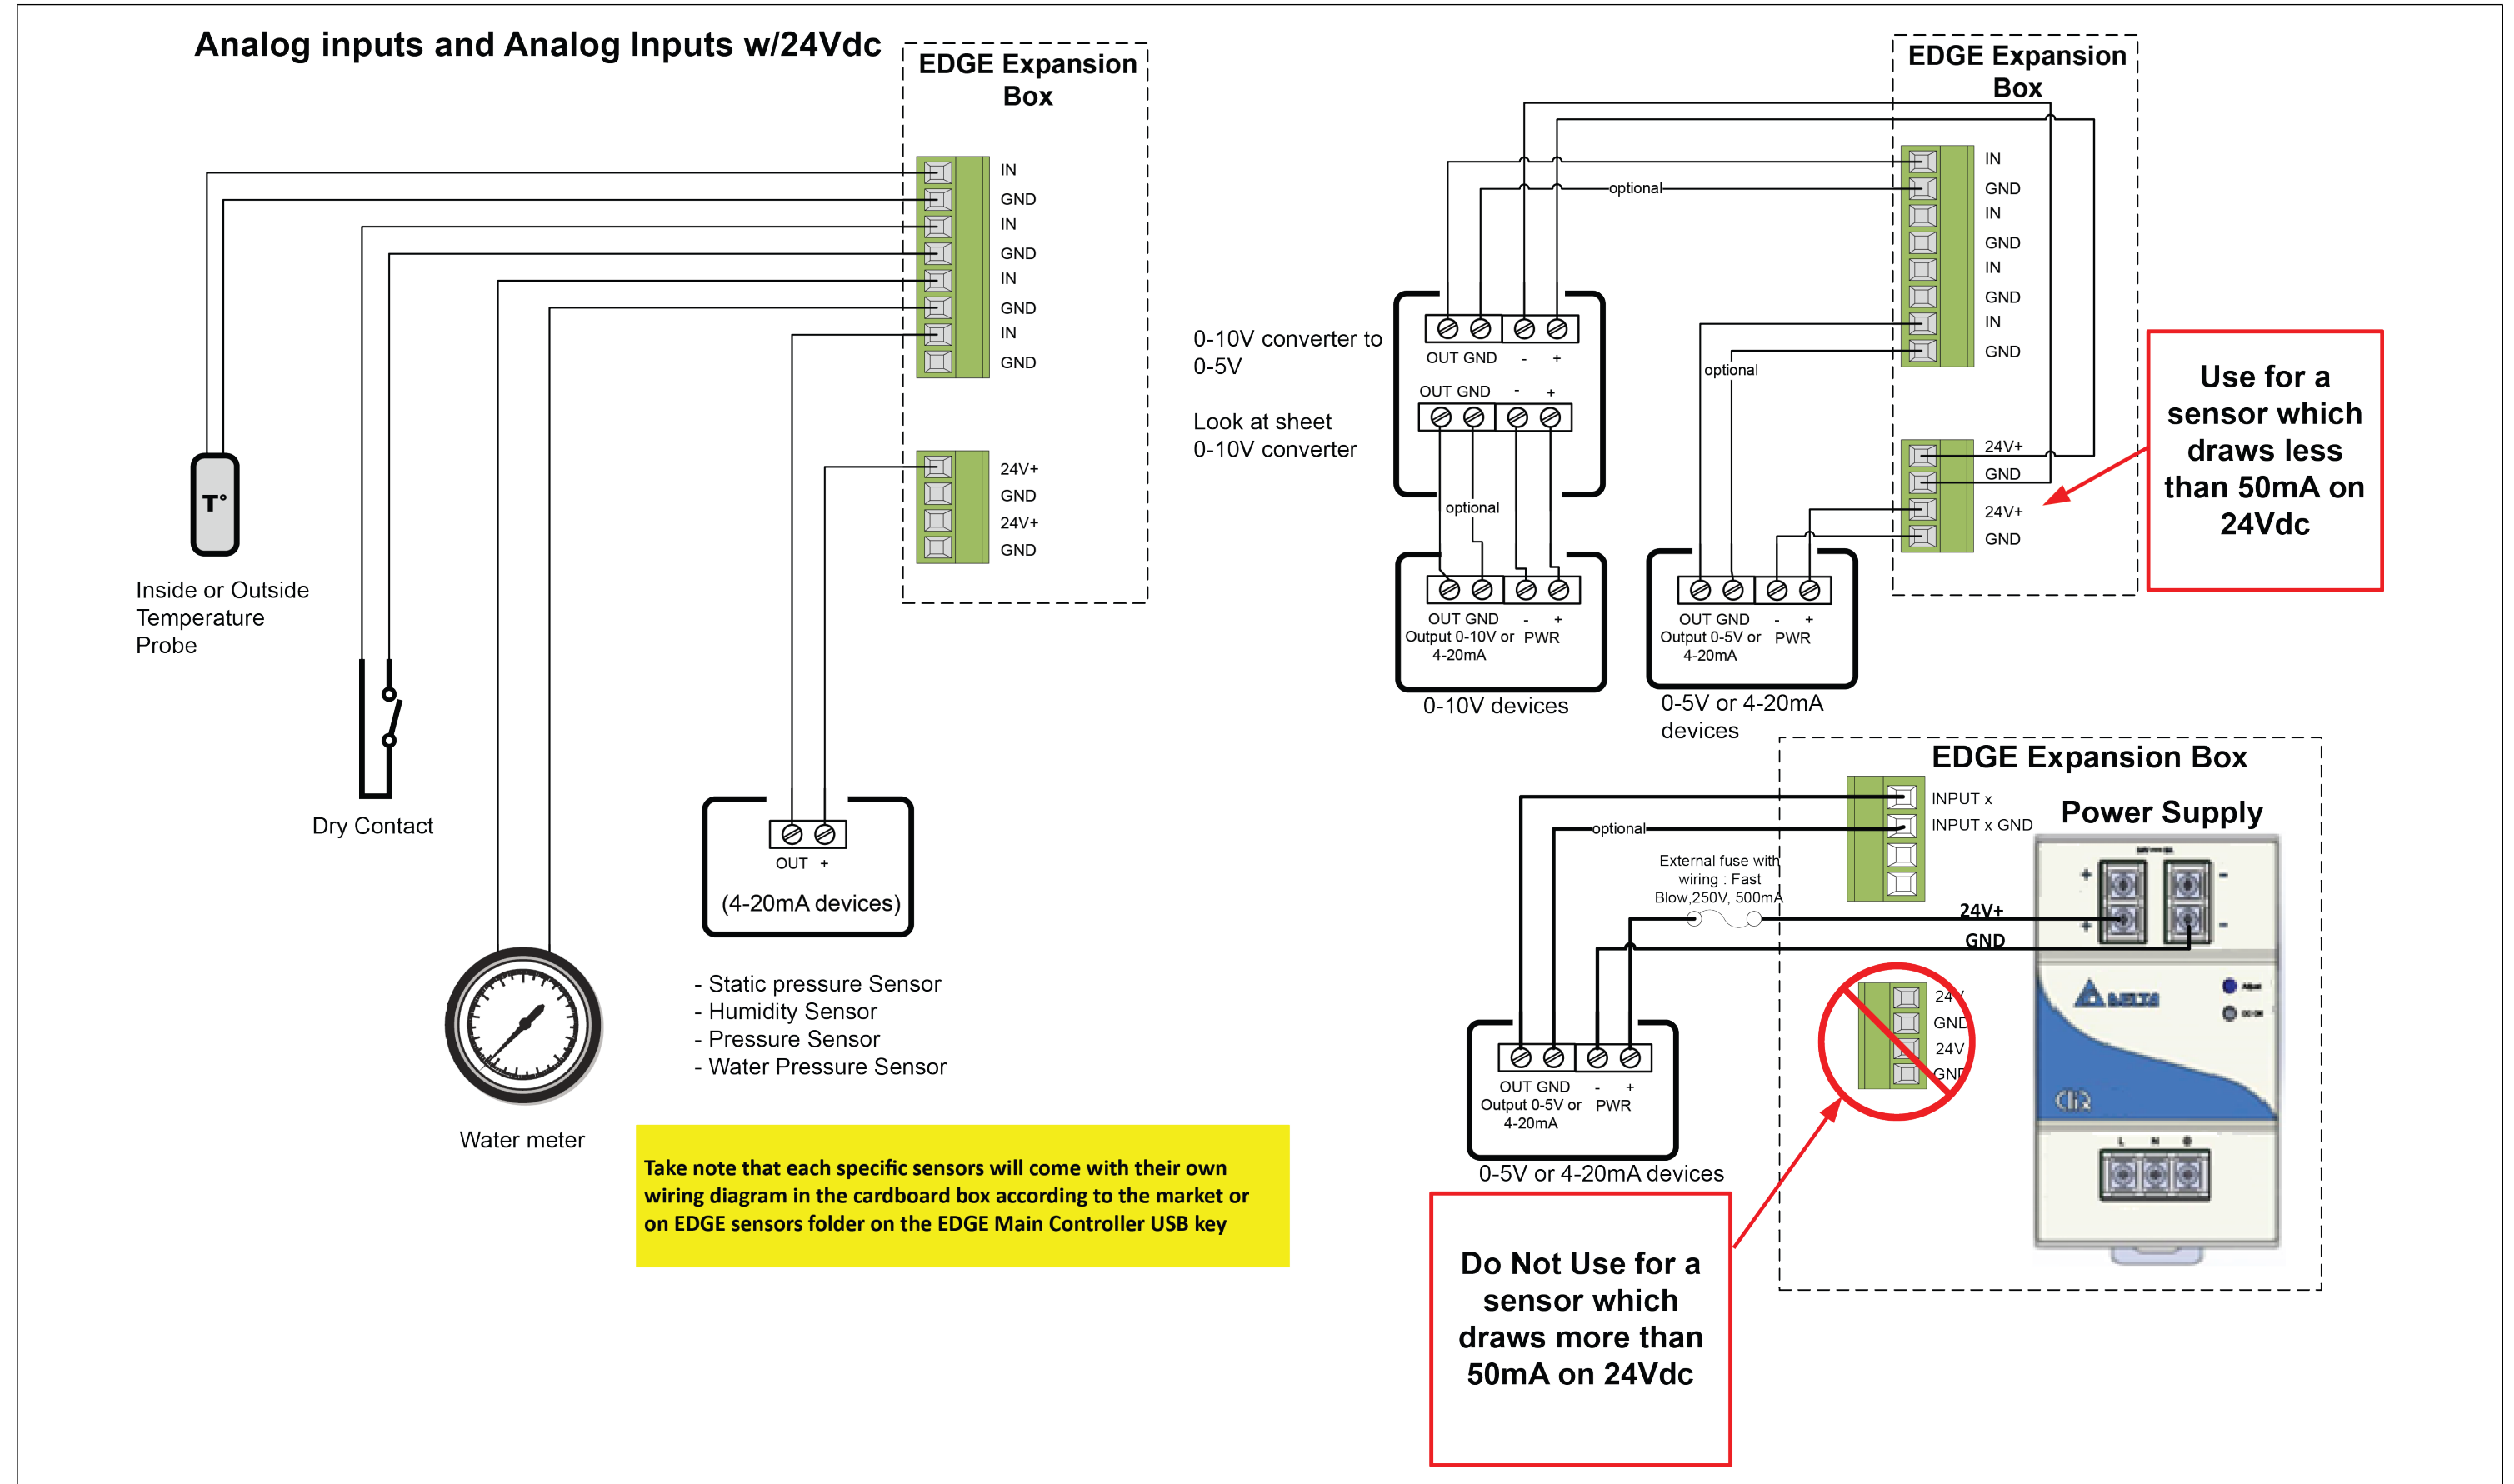 Analog inputs and Analog Inputs w/24Vdc
EDGE Expansion
Box
IN
GND
IN
GND
IN
GND
IN
GND
24V+
GND
24V+
GND
T°
Inside or Outside
Temperature
Probe
Dry Contact
Water meter
OUT +
(4-20mA devices)
- Static pressure Sensor
- Humidity Sensor
- Pressure Sensor
- Water Pressure Sensor
Take note that each specific sensors will come with their own
wiring diagram in the cardboard box according to the market or
on EDGE sensors folder on the EDGE Main Controller USB key
EDGE Expansion
Box
optional
IN
GND
IN
GND
IN
GND
IN
GND
24V+
GND
24V+
GND
0-10V converter to
0-5V
Look at sheet
0-10V converter
OUT GND - +
OUT GND - +
optional
optional
OUT GND - +
Output 0-10V or PWR
4-20mA
0-10V devices
OUT GND - +
Output 0-5V or PWR
4-20mA
0-5V or 4-20mA
devices
Use for a
sensor which
draws less
than 50mA on
24Vdc
EDGE Expansion Box
INPUT x
INPUT x GND
Power Supply
optional
External fuse with
wiring : Fast
Blow,250V, 500mA
24V+
GND
+ -
+ -
24V
GND
24V
GND
DELTA
Adjust
DC OK
CliQ
L N
OUT GND - +
Output 0-5V or PWR
4-20mA
0-5V or 4-20mA devices
Do Not Use for a
sensor which
draws more than
50mA on 24Vdc